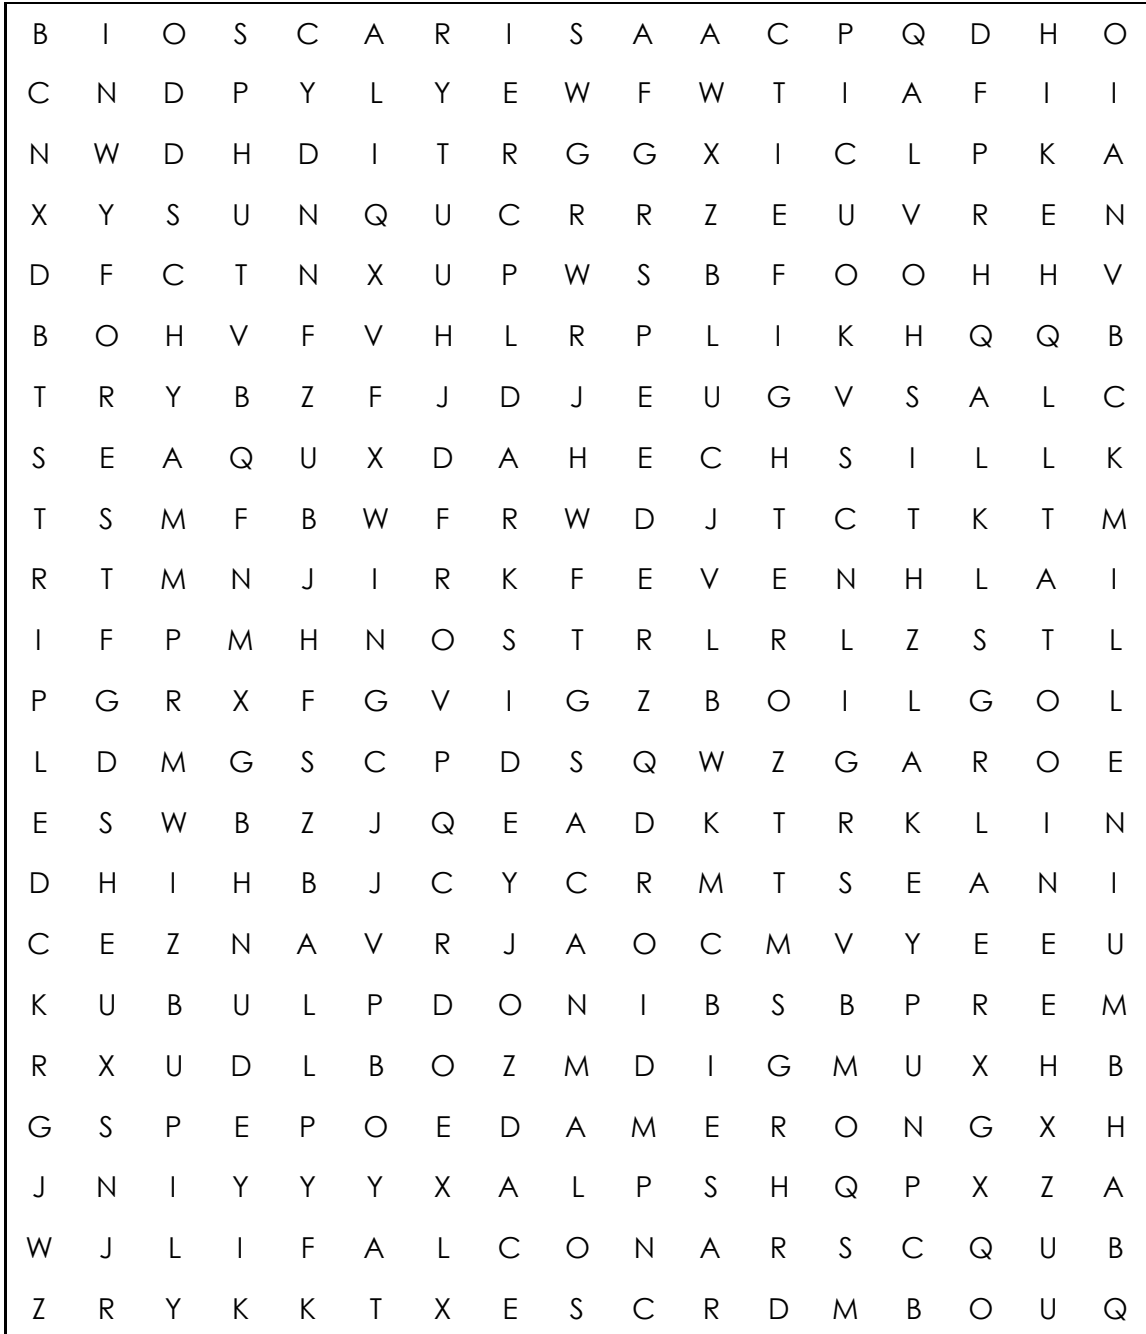 B I O S C A R I S A A C P Q D H O
C N D P Y L Y E W F W T I A F I I
N W D H D I T R G G X I C L P K A
X Y S U N Q U C R R Z E U V R E N
D F C T N X U P W S B F O O H H V
B O H V F V H L R P L I K H Q Q B
T R Y B Z F J D J E U G V S A L C
S E A Q U X D A H E C H S I L L K
T S M F B W F R W D J T C T K T M
R T M N J I R K F E V E N H L A I
I F P M H N O S T R L R L Z S T L
P G R X F G V I G Z B O I L G O L
L D M G S C P D S Q W Z G A R O E
E S W B Z J Q E A D K T R K L I N
D H I H B J C Y C R M T S E A N I
C E Z N A V R J A O C M V Y E E U
K U B U L P D O N I B S B P R E M
R X U D L B O Z M D I G M U X H B
G S P E P O E D A M E R O N G X H
J N I Y Y Y X A L P S H Q P X Z A
W J L I F A L C O N A R S C Q U B
Z R Y K K T X E S C R D M B O U Q